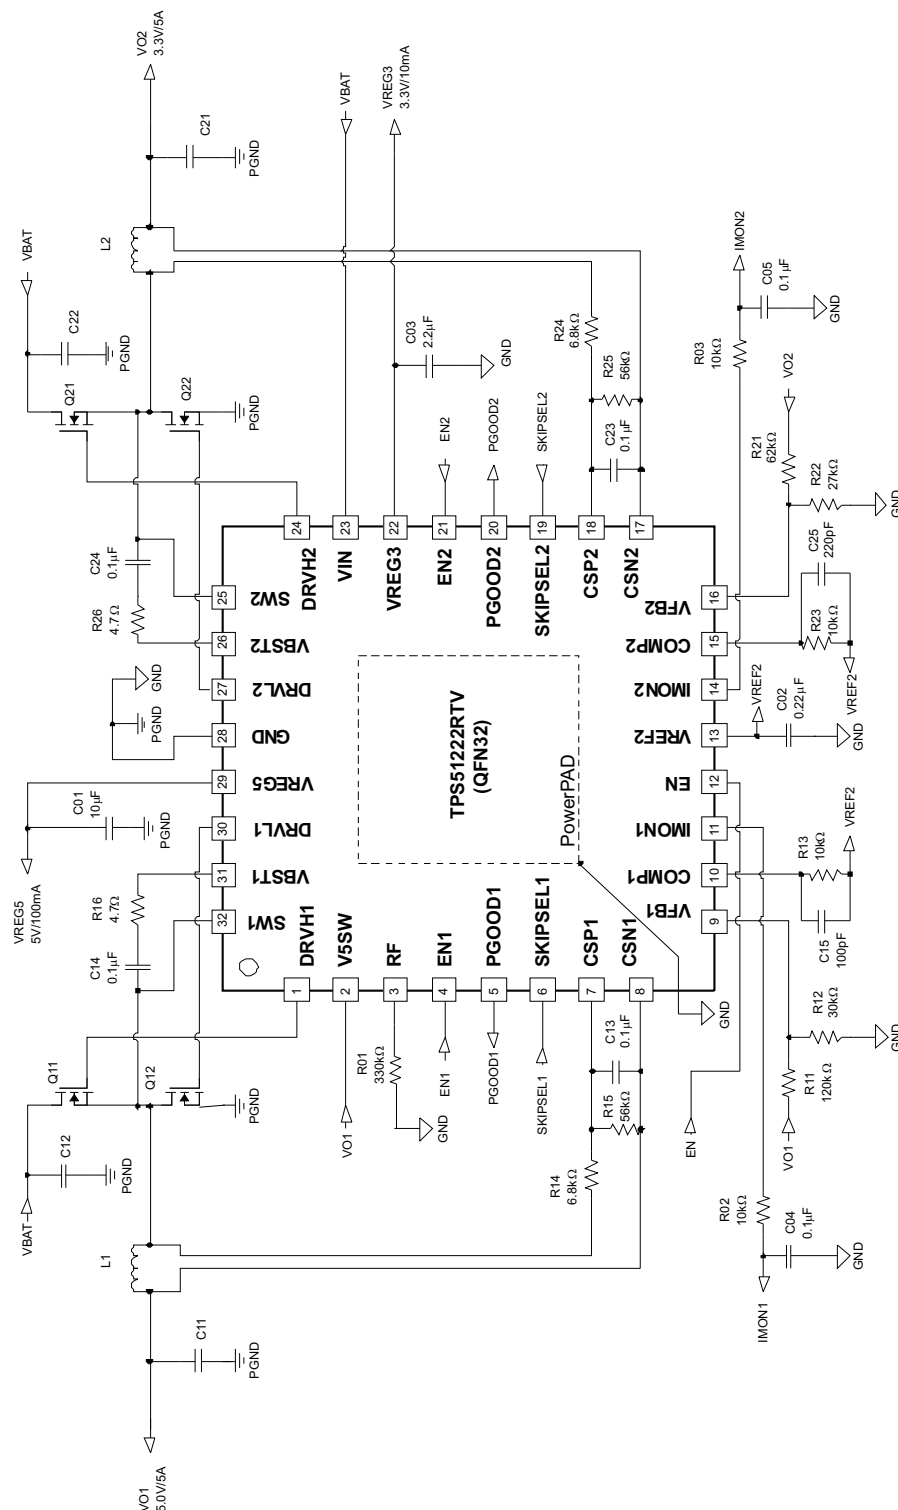 VO2
3.3V/5A
C21
PGND
L2
VBAT
C22
PGND
Q21
Q22
PGND
VBAT
VREG3
3.3V/10mA
C03
2.2µF
GND
R24
6.8kΩ
R25
56kΩ
C23
0.1µF
EN2
PGOOD2
SKIPSEL2
IMON2
C05
0.1µF
GND
R03
10kΩ
VO2
R21
62kΩ
R22
27kΩ
GND
C25
220pF
R23
10kΩ
VREF2
C24
0.1µF
R26
4.7Ω
GND
PGND
24
DRVH2
23
VIN
22
VREG3
21
EN2
20
PGOOD2
19
SKIPSEL2
18
CSP2
17
CSN2
25
SW2
26
VBST2
27
DRVL2
28
GND
29
VREG5
30
DRVL1
31
VBST1
32
SW1
16
VFB2
15
COMP2
14
IMON2
13
VREF2
12
EN
11
IMON1
10
COMP1
9
VFB1
TPS51222RTV
(QFN32)
PowerPAD
VREF2
C02
0.22µF
GND
1
DRVH1
2
V5SW
3
RF
4
EN1
5
PGOOD1
6
SKIPSEL1
7
CSP1
8
CSN1
VREG5
5V/100mA
C01
10µF
PGND
R16
4.7Ω
C14
0.1µF
Q11
Q12
PGND
VBAT
C12
PGND
L1
C11
PGND
VO1
5.0V/5A
VO1
R01
330kΩ
GND
EN1
PGOOD1
SKIPSEL1
C13
0.1µF
R15
56kΩ
R14
6.8kΩ
GND
EN
VREF2
R13
10kΩ
C15
100pF
R12
30kΩ
GND
R11
120kΩ
VO1
R02
10kΩ
C04
0.1µF
GND
IMON1